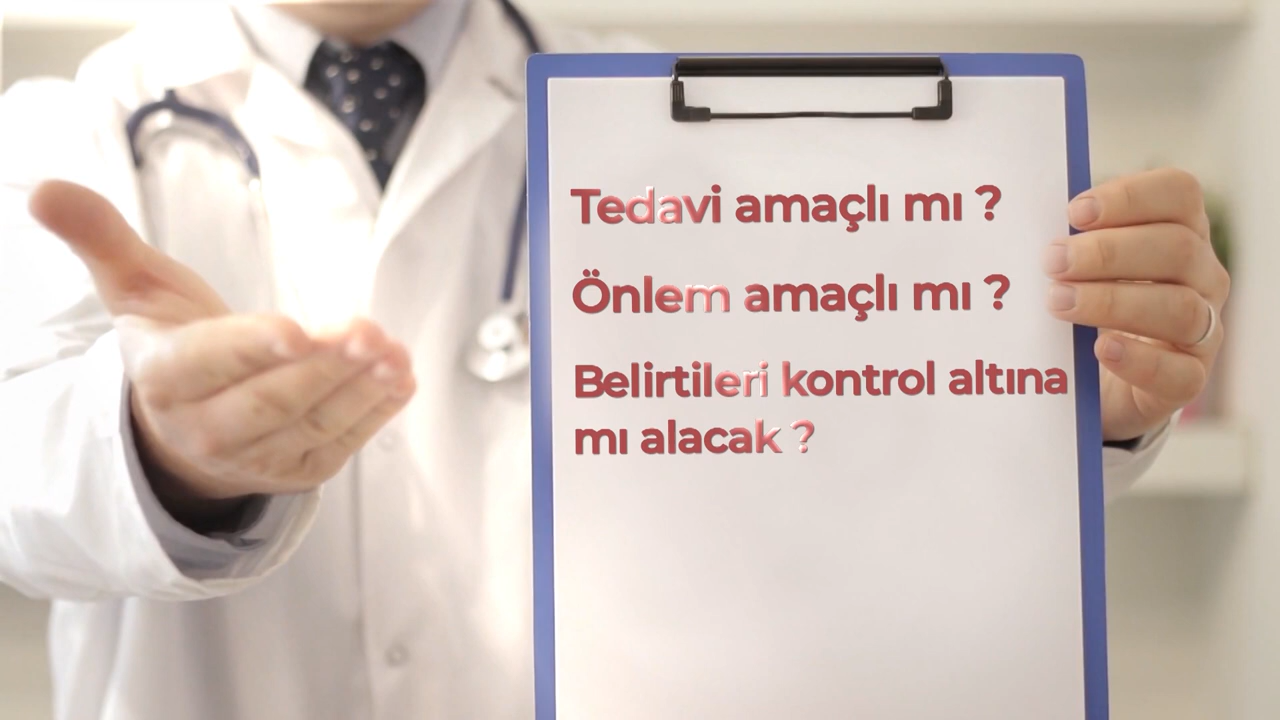 Tedavi amaçlı mı ?
Önlem amaçlı mı ?
Belirtileri kontrol altına
mı alacak ?